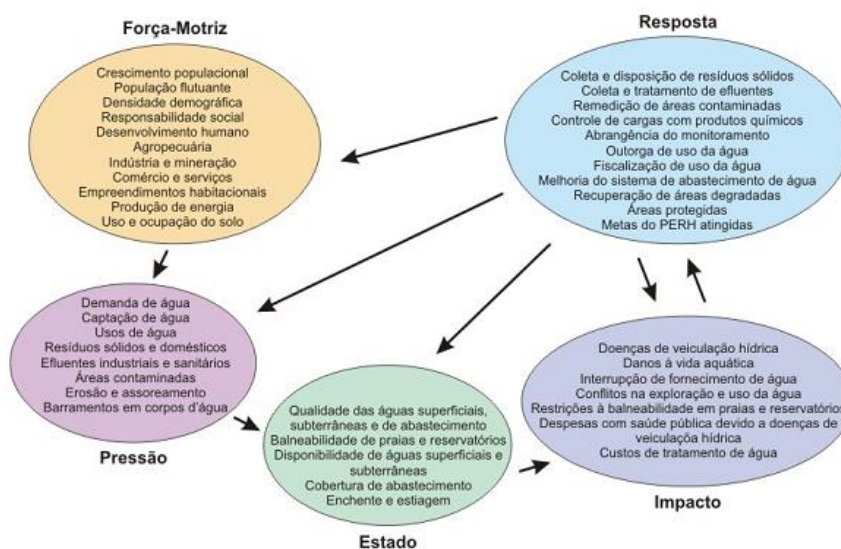 Força-Motriz
Crescimento populacional
População flutuante
Densidade demográfica
Responsabilidade social
Desenvolvimento humano
Agropecuária
Indústria e mineração
Comércio e serviços
Empreendimentos habitacionais
Produção de energia
Uso e ocupação do solo
Resposta
Coleta e disposição de resíduos sólidos
Coleta e tratamento de efluentes
Remedição de áreas contaminadas
Controle de cargas com produtos químicos
Abrangência do monitoramento
Outorga de uso da água
Fiscalização de uso da água
Melhoria do sistema de abastecimento de água
Recuperação de áreas degradadas
Áreas protegidas
Metas do PERH atingidas
Demanda de água
Captação de água
Usos de água
Resíduos sólidos e domésticos
Efluentes industriais e sanitários
Áreas contaminadas
Erosão e assoreamento
Barramentos em corpos d'água
Pressão
Qualidade das águas superficiais,
subterrâneas e de abastecimento
Balneabilidade de praias e reservatórios
Disponibilidade de águas superficiais e
subterrâneas
Cobertura de abastecimento
Enchente e estiagem
Estado
Doenças de veiculação hídrica
Danos à vida aquática
Interrupção de fornecimento de água
Conflitos na exploração e uso da água
Restrições à balneabilidade em praias e reservatórios
Despesas com saúde pública devido a doenças de
veiculaçõa hídrica
Custos de tratamento de água
Impacto